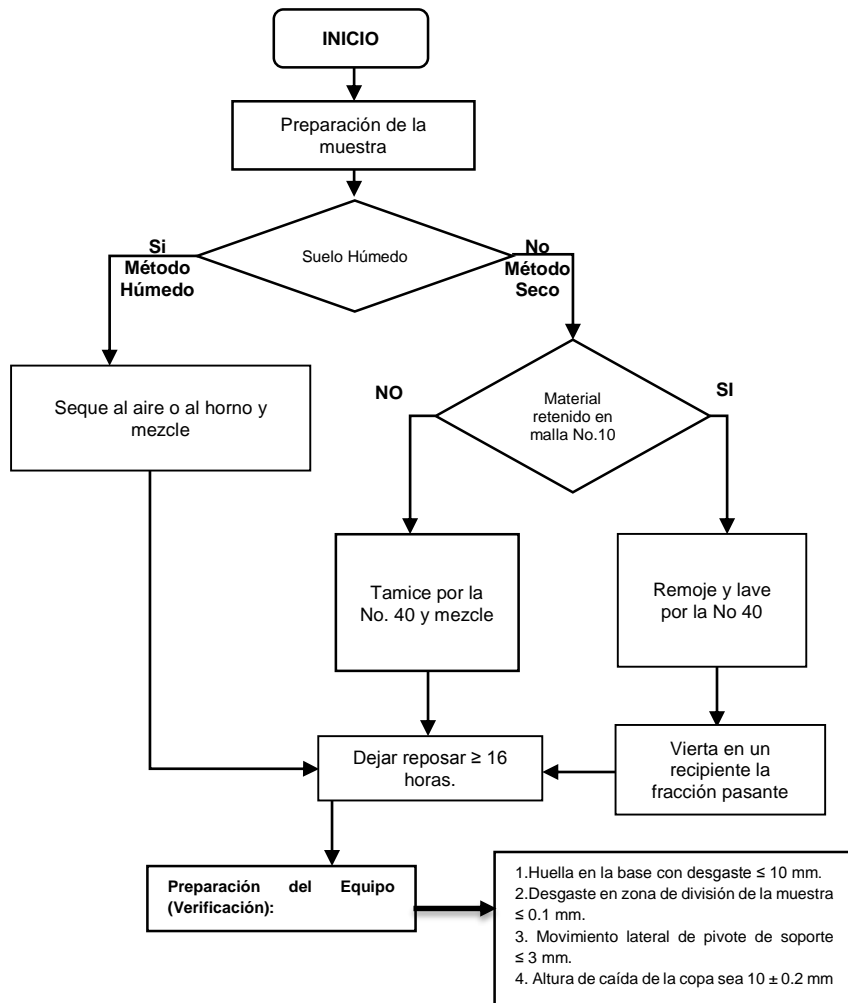 INICIO
Preparación de la
muestra
Suelo Húmedo
Si
Método
Húmedo
No
Método
Seco
Seque al aire o al horno y
mezcle
NO
Material
retenido en
malla No.10
SI
Tamice por la
No. 40 y mezcle
Remoje y lave
por la No 40
Dejar reposar ≥ 16
horas.
Vierta en un
recipiente la
fracción pasante
Preparación del Equipo
(Verificación):
1.Huella en la base con desgaste ≤ 10 mm.
2.Desgaste en zona de división de la muestra
≤ 0.1 mm.
3. Movimiento lateral de pivote de soporte
≤ 3 mm.
4. Altura de caída de la copa sea 10 ± 0.2 mm